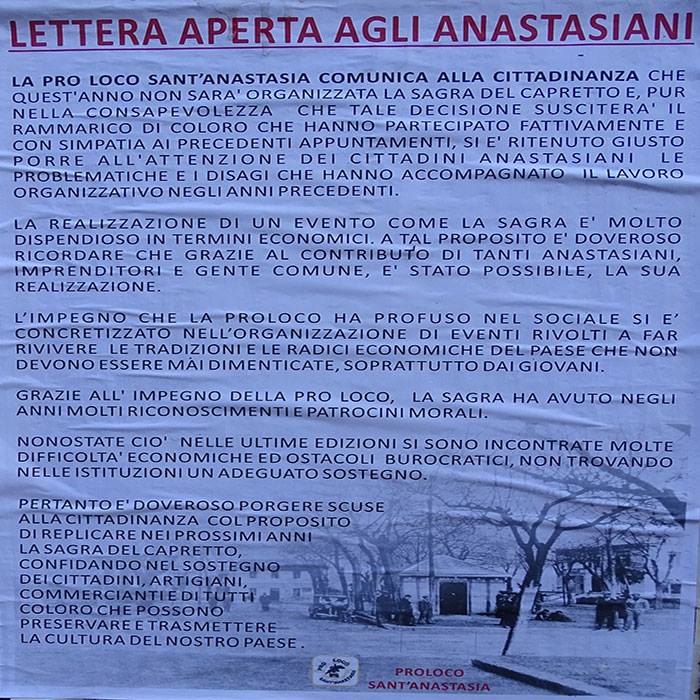 LETTERA APERTA AGLI ANASTASIANI
LA PRO LOCO SANT'ANASTASIA COMUNICA ALLA CITTADINANZA CHE
QUEST'ANNO NON SARA' ORGANIZZATA LA SAGRA DEL CAPRETTO E, PUR
NELLA CONSAPEVOLEZZA CHE TALE DECISIONE SUSCITERA' IL
RAMMARICO DI COLORO CHE HANNO PARTECIPATO FATTIVAMENTE E
CON SIMPATIA AI PRECEDENTI APPUNTAMENTI, SI E' RITENUTO GIUSTO
PORRE ALL'ATTENZIONE DEI CITTADINI ANASTASIANI LE
PROBLEMATICHE E I DISAGI CHE HANNO ACCOMPAGNATO IL LAVORO
ORGANIZZATIVO NEGLI ANNI PRECEDENTI.
LA REALIZZAZIONE DI UN EVENTO COME LA SAGRA E' MOLTO
DISPENDIOSO IN TERMINI ECONOMICI. A TAL PROPOSITO E' DOVEROSO
RICORDARE CHE GRAZIE AL CONTRIBUTO DI TANTI ANASTASIANI,
IMPRENDITORI E GENTE COMUNE, E' STATO POSSIBILE, LA SUA
REALIZZAZIONE.
L'IMPEGNO CHE LA PROLOCO HA PROFUSO NEL SOCIALE SI E'
CONCRETIZZATO NELL'ORGANIZZAZIONE DI EVENTI RIVOLTI A FAR
RIVIVERE LE TRADIZIONI E LE RADICI ECONOMICHE DEL PAESE CHE NON
DEVONO ESSERE MAI DIMENTICATE, SOPRATTUTTO DAI GIOVANI.
GRAZIE ALL' IMPEGNO DELLA PRO LOCO, LA SAGRA HA AVUTO NEGLI
ANNI MOLTI RICONOSCIMENTI E PATROCINI MORALI.
NONOSTATE CIO' NELLE ULTIME EDIZIONI SI SONO INCONTRATE MOLTE
DIFFICOLTA' ECONOMICHE ED OSTACOLI BUROCRATICI, NON TROVANDO
NELLE ISTITUZIONI UN ADEGUATO SOSTEGNO.
PERTANTO E' DOVEROSO PORGERE SCUSE
ALLA CITTADINANZA COL PROPOSITO
DI REPLICARE NEI PROSSIMI ANNI
LA SAGRA DEL CAPRETTO,
CONFIDANDO NEL SOSTEGNO
DEI CITTADINI, ARTIGIANI,
COMMERCIANTI E DI TUTTI
COLORO CHE POSSONO
PRESERVARE E TRASMETTERE
LA CULTURA DEL NOSTRO PAESE .
PRO LOCO
SANT'ANASTASIA
PROLOCO
SANT'ANASTASIA